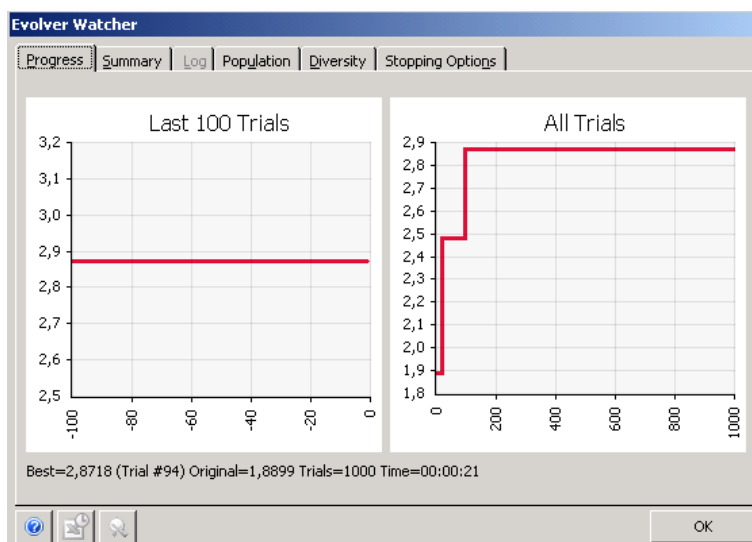 Evolver Watcher
Progress Summary Log Population Diversity Stopping Options
Last 100 Trials
3,2
3,1
3,0
2,9
2,8
2,7
2,6
2,5
-100 -80 -60 -40 -20 0
All Trials
2,9
2,8
2,7
2,6
2,5
2,4
2,3
2,2
2,1
2,0
1,9
1,8
0 200 400 600 800 1000
Best=2,8718 (Trial #94) Original=1,8899 Trials=1000 Time=00:00:21
OK